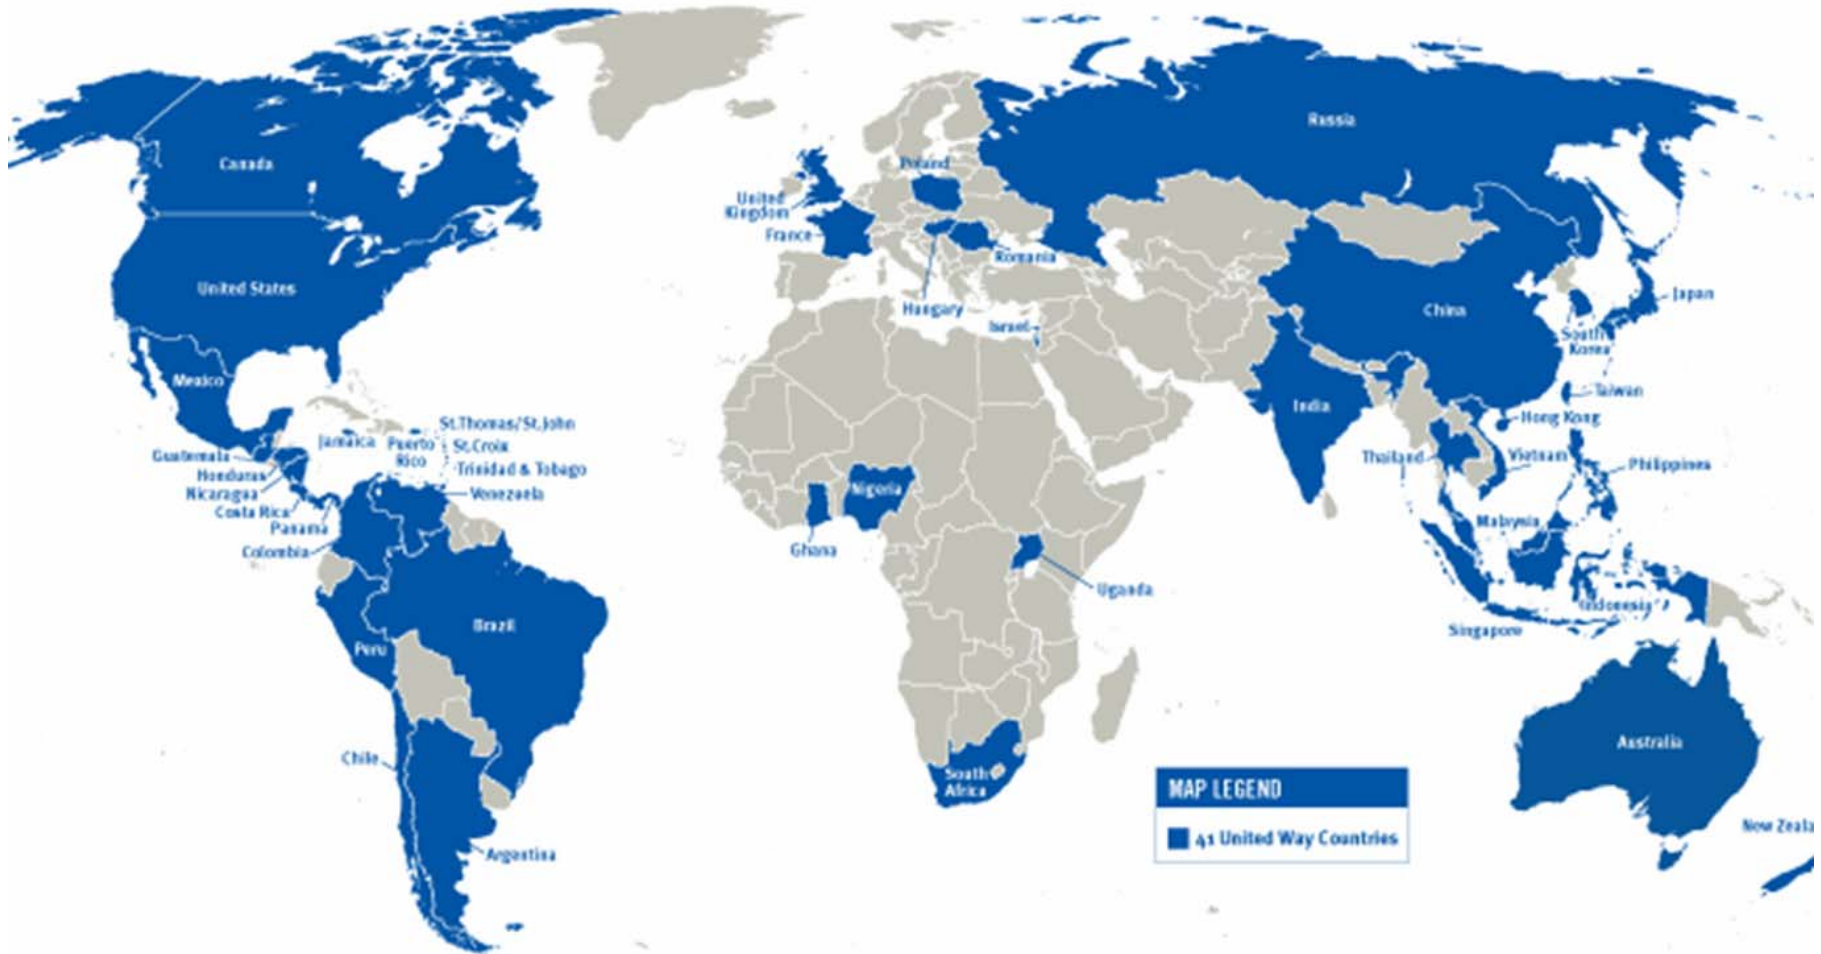 Canada
United States
Mexico
Guatemala
Honduras
Nicaragua
Costa Rica
Panama
Colombia
Jamaica
Puerto
Rico
St.Thomas/St.John
St.Croix
Trinidad & Tobago
Venezuela
Brazil
Peru
Chile
Argentina
United
Kingdom
France
Poland
Romania
Hungary
Israel
Nigeria
Ghana
Uganda
South
Africa
Russia
China
India
Japan
South
Korea
Taiwan
Hong Kong
Vietnam
Thailand
Philippines
Malaysia
Indonesia
Singapore
Australia
New Zeala
MAP LEGEND
41 United Way Countries